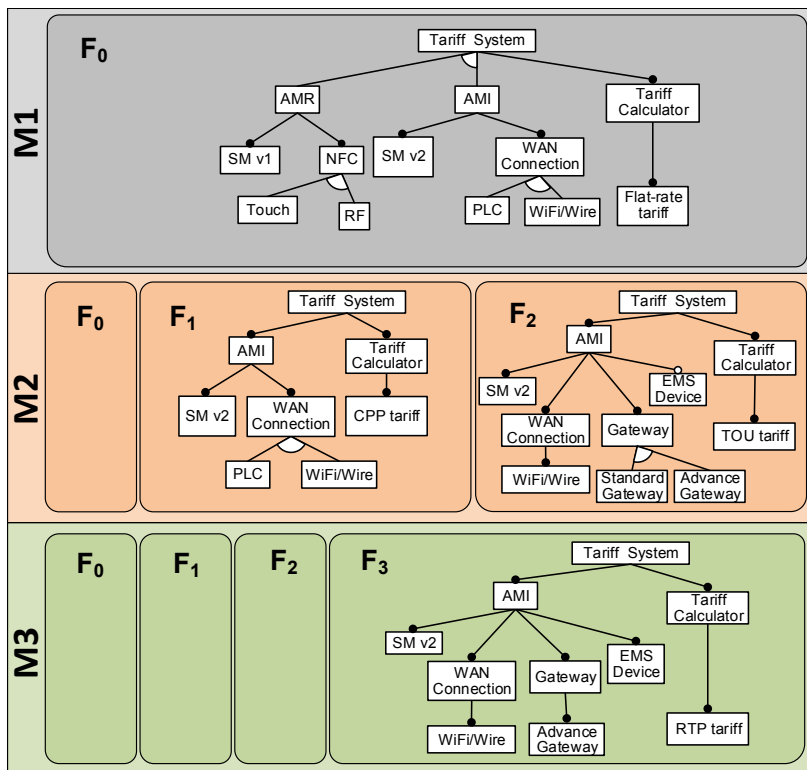 M1
F0
Tariff System
AMR
AMI
Tariff
Calculator
SM v1
NFC
SM v2
WAN
Connection
Touch
RF
PLC
WiFi/Wire
Flat-rate
tariff
M2
F0
F1
Tariff System
AMI
Tariff
Calculator
SM v2
WAN
Connection
CPP tariff
PLC
WiFi/Wire
F2
Tariff System
AMI
Tariff
Calculator
SM v2
EMS
Device
WAN
Connection
Gateway
TOU tariff
WiFi/Wire
Standard
Gateway
Advance
Gateway
M3
F0
F1
F2
F3
Tariff System
AMI
Tariff
Calculator
SM v2
WAN
Connection
Gateway
EMS
Device
WiFi/Wire
Advance
Gateway
RTP tariff